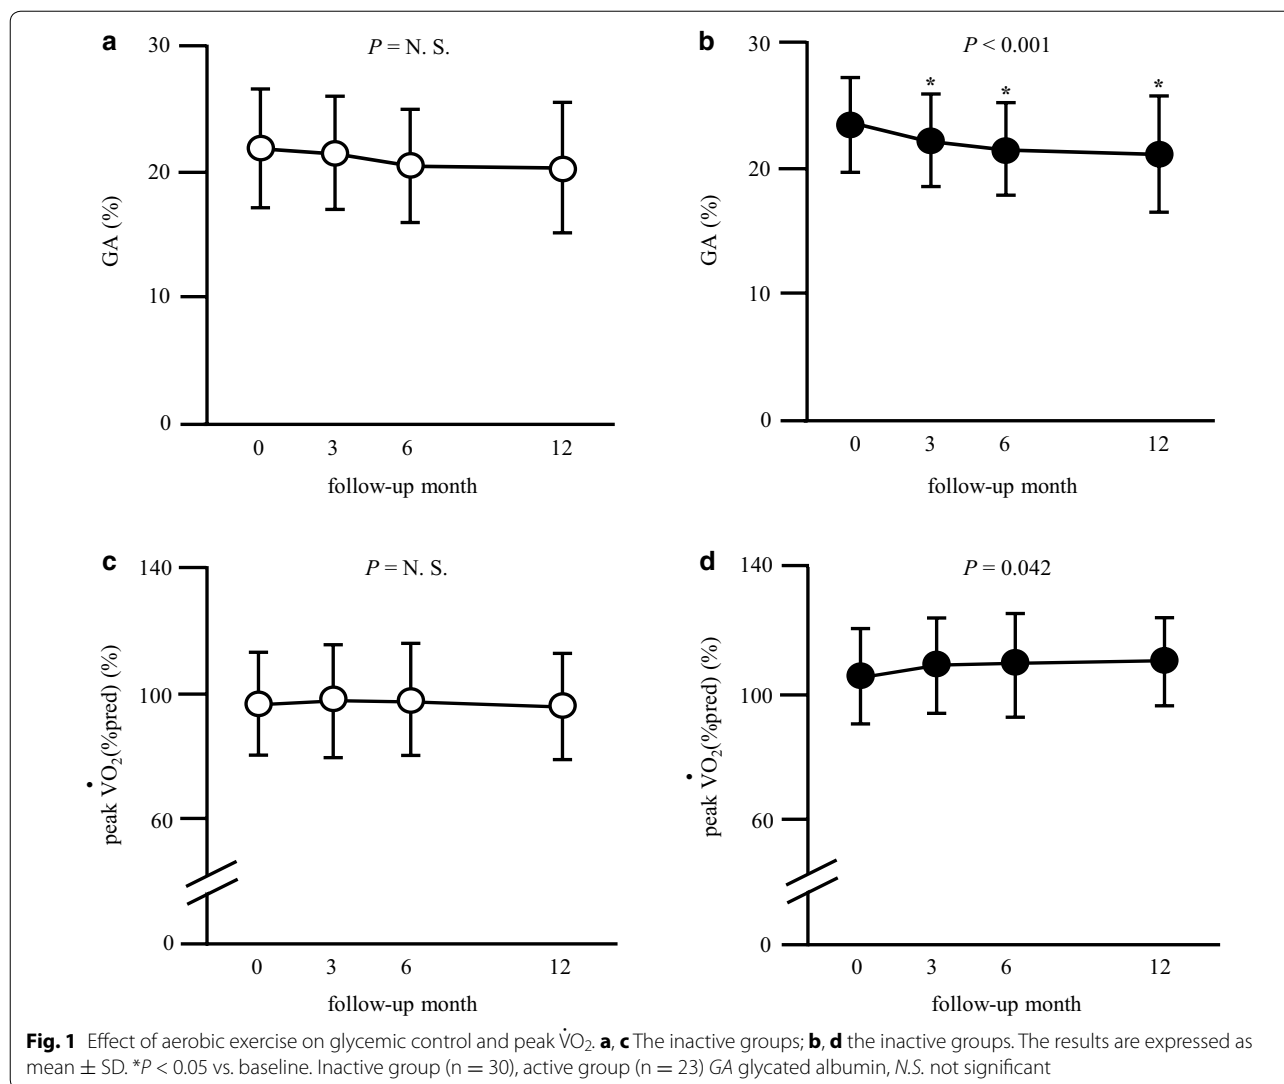 a
P = N. S.
30
20
10
0
GA (%)
0 3 6 12
follow-up month
b
P < 0.001
30
20
10
0
GA (%)
* * *
0 3 6 12
follow-up month
c
P = N. S.
140
100
60
0
peak V̇O₂(%pred) (%)
0 3 6 12
follow-up month
d
P = 0.042
140
100
60
0
peak V̇O₂(%pred) (%)
0 3 6 12
follow-up month
Fig. 1 Effect of aerobic exercise on glycemic control and peak V̇O₂. a, c The inactive groups; b, d the inactive groups. The results are expressed as
mean ± SD. *P < 0.05 vs. baseline. Inactive group (n = 30), active group (n = 23) GA glycated albumin, N.S. not significant